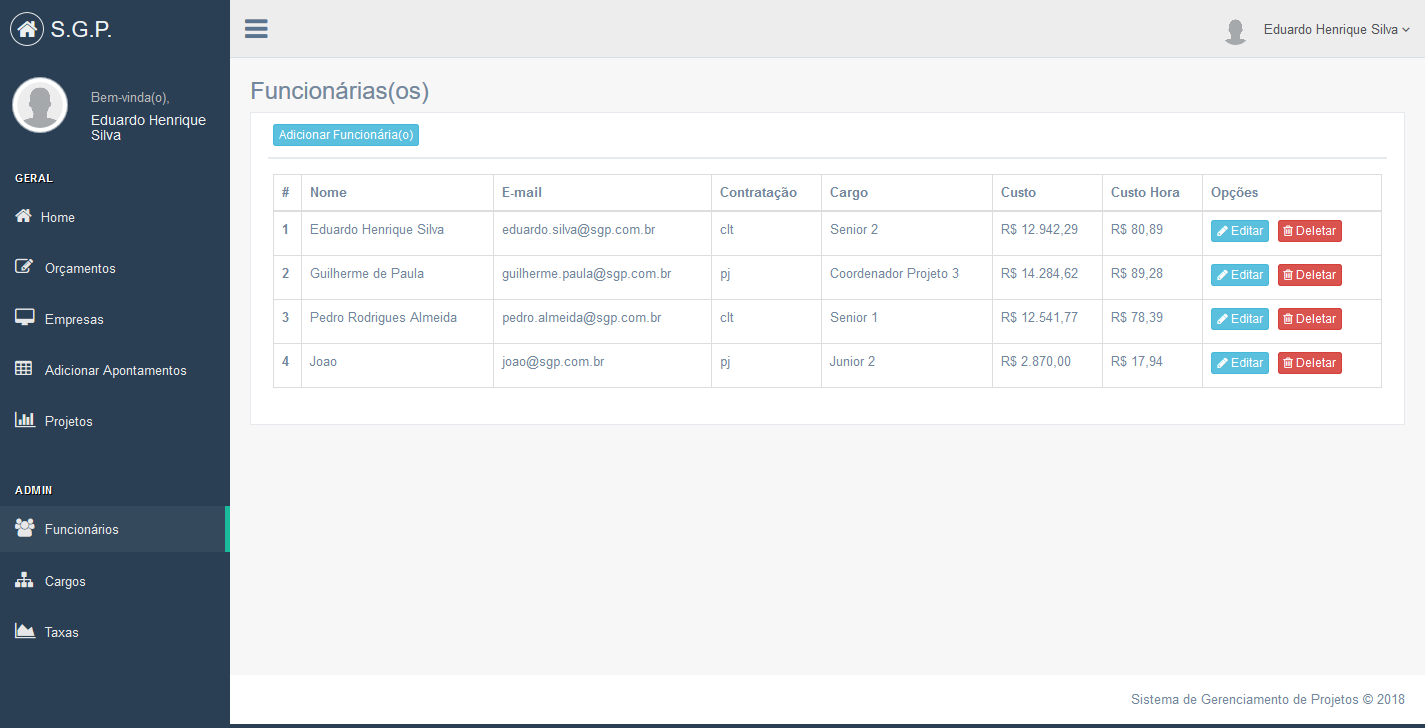 S.G.P.
Eduardo Henrique Silva
Bem-vinda(o),
Eduardo Henrique
Silva
GERAL
Home
Orçamentos
Empresas
Adicionar Apontamentos
Projetos
ADMIN
Funcionários
Cargos
Taxas
Funcionárias(os)
Adicionar Funcionária(o)
# Nome E-mail Contratação Cargo Custo Custo Hora Opções
1 Eduardo Henrique Silva eduardo.silva@sgp.com.br clt Senior 2 R$ 12.942,29 R$ 80,89 Editar Deletar
2 Guilherme de Paula guilherme.paula@sgp.com.br pj Coordenador Projeto 3 R$ 14.284,62 R$ 89,28 Editar Deletar
3 Pedro Rodrigues Almeida pedro.almeida@sgp.com.br clt Senior 1 R$ 12.541,77 R$ 78,39 Editar Deletar
4 Joao joao@sgp.com.br pj Junior 2 R$ 2.870,00 R$ 17,94 Editar Deletar
Sistema de Gerenciamento de Projetos © 2018